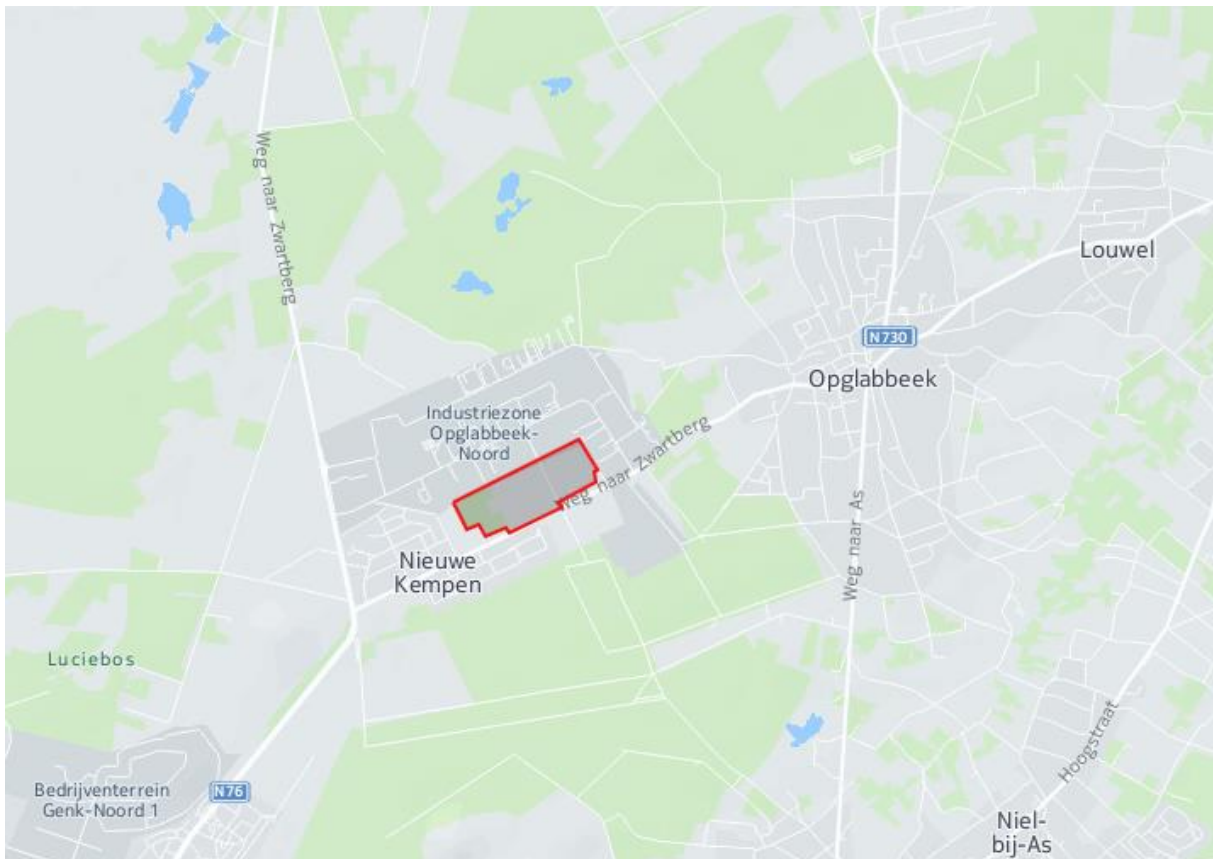 Weg naar Zwartberg
Louwel
N730
Opglabbeek
Industriezone
Opglabbeek-
Noord
Weg naar Zwartberg
Weg naar As
Nieuwe
Kempen
Luciebos
Hoogstraat
Bedrijventerrein
Genk-Noord 1
N76
Niel-
bij-As